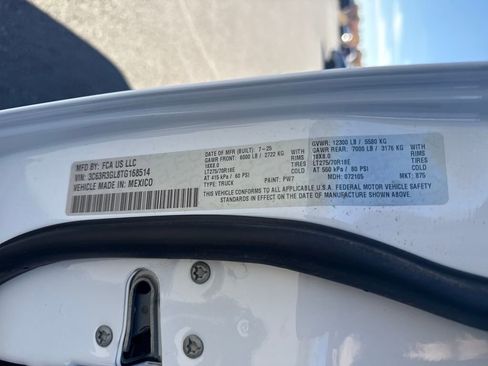 MFD BY: FCA US LLC
VIN: 3C63R3GL8TG168514
VEHICLE MADE IN: MEXICO
DATE OF MFR (BUILT) 7-25
GAWR FRONT: 6000 LB / 2722 KG WITH
18X8.0 RIMS
LT275/70R18E TIRES
AT 415 kPa / 60 PSI COLD
TYPE: TRUCK PAINT: PW7
GVWR: 12300 LB / 5580 KG
GAWR REAR: 7000 LB / 3176 KG WITH
18X8.0 RIMS
LT275/70R18E TIRES
AT 550 kPa / 80 PSI COLD
MDH: 072105 MKT: 875
THIS VEHICLE CONFORMS TO ALL APPLICABLE U.S.A. FEDERAL MOTOR VEHICLE SAFETY
STANDARDS IN EFFECT ON THE DATE OF MANUFACTURE SHOWN ABOVE